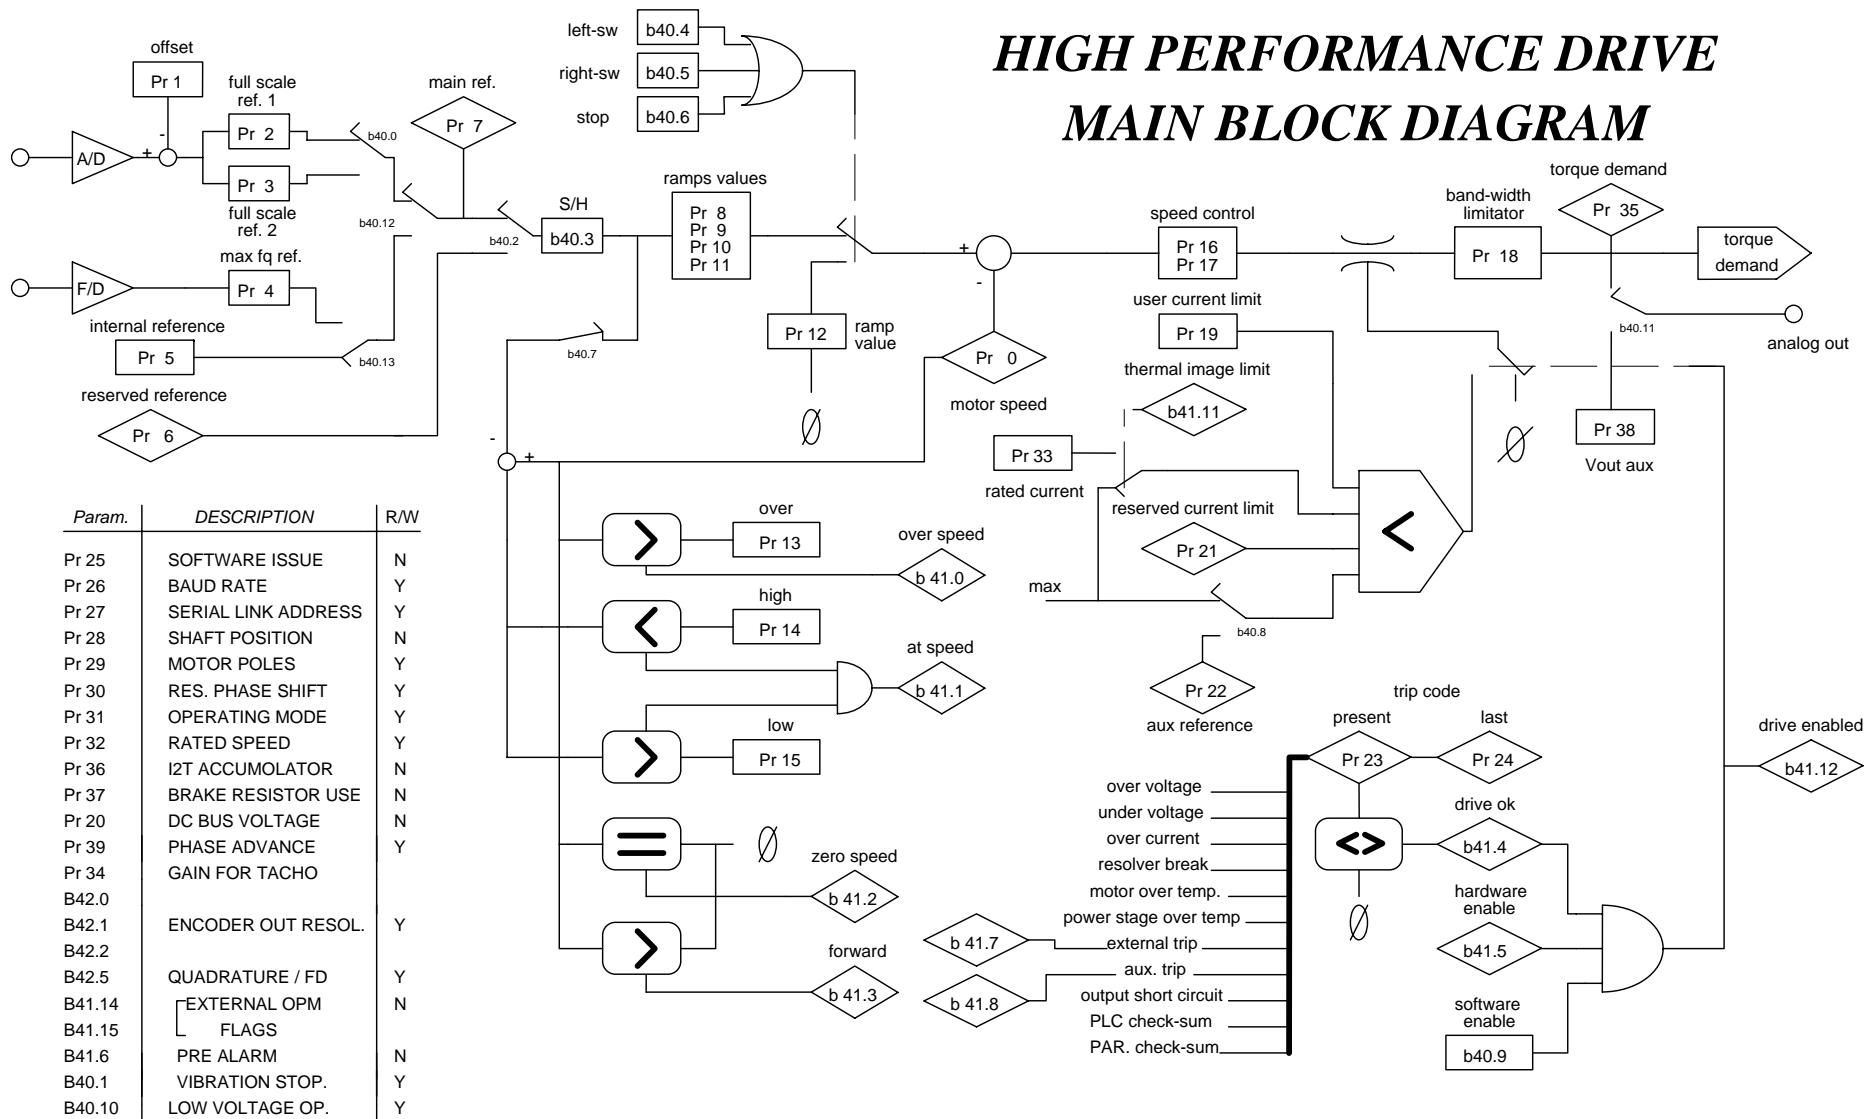 HIGH PERFORMANCE DRIVE
MAIN BLOCK DIAGRAM
left-sw
b40.4
right-sw
b40.5
stop
b40.6
offset
Pr 1
full scale
ref. 1
Pr 2
-
+
A/D
Pr 3
full scale
ref. 2
b40.0
main ref.
Pr 7
b40.12
b40.2
S/H
b40.3
ramps values
Pr 8
Pr 9
Pr 10
Pr 11
max fq ref.
F/D
Pr 4
internal reference
Pr 5
b40.13
reserved reference
Pr 6
b40.7
Pr 12
ramp
value
+
-
Pr 0
motor speed
speed control
Pr 16
Pr 17
band-width
limitator
Pr 18
torque demand
Pr 35
torque
demand
b40.11
analog out
Pr 38
Vout aux
user current limit
Pr 19
thermal image limit
b41.11
Pr 33
rated current
reserved current limit
Pr 21
<
max
b40.8
Pr 22
aux reference
-
+
over
>
Pr 13
over speed
b 41.0
high
<
Pr 14
at speed
b 41.1
low
>
Pr 15
=
zero speed
b 41.2
>
forward
b 41.3
trip code
present
last
Pr 23
Pr 24
over voltage
under voltage
over current
resolver break
motor over temp.
power stage over temp
external trip
aux. trip
output short circuit
PLC check-sum
PAR. check-sum
b 41.7
b 41.8
<>
drive ok
b41.4
hardware
enable
b41.5
software
enable
b40.9
drive enabled
b41.12
Param. DESCRIPTION R/W
Pr 25 SOFTWARE ISSUE N
Pr 26 BAUD RATE Y
Pr 27 SERIAL LINK ADDRESS Y
Pr 28 SHAFT POSITION N
Pr 29 MOTOR POLES Y
Pr 30 RES. PHASE SHIFT Y
Pr 31 OPERATING MODE Y
Pr 32 RATED SPEED Y
Pr 36 I2T ACCUMOLATOR N
Pr 37 BRAKE RESISTOR USE N
Pr 20 DC BUS VOLTAGE N
Pr 39 PHASE ADVANCE Y
Pr 34 GAIN FOR TACHO
B42.0
B42.1 ENCODER OUT RESOL. Y
B42.2
B42.5 QUADRATURE / FD Y
B41.14 EXTERNAL OPM N
B41.15 FLAGS
B41.6 PRE ALARM N
B40.1 VIBRATION STOP. Y
B40.10 LOW VOLTAGE OP. Y